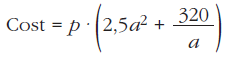 Cost = p · (2,5a² + 320/a)